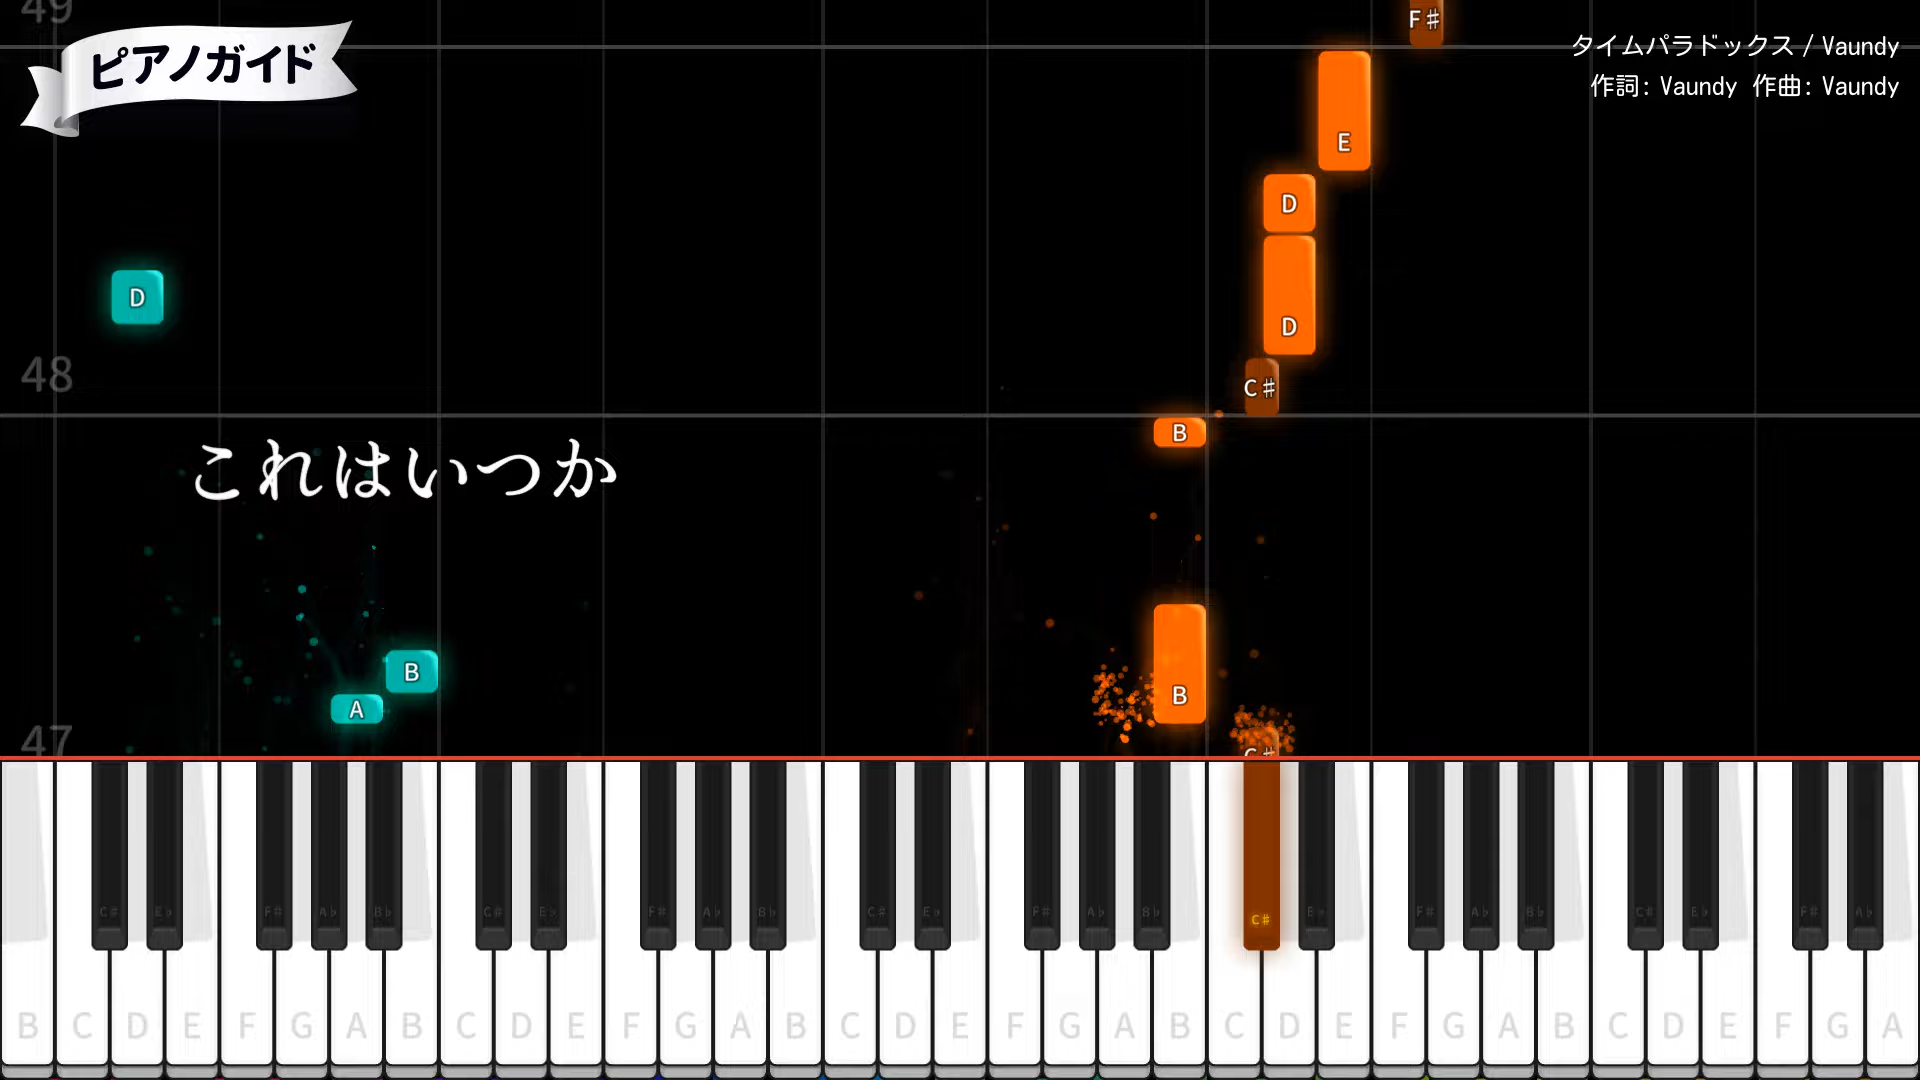 49
ピアノガイド
タイムパラドックス / Vaundy
作詞: Vaundy 作曲: Vaundy
F♯
E
D
D
D
48
C♯
B
これはいつか
B
A
B
47
C♯
C♯ E♭ F♯ A♭ B♭ C♯ E♭ F♯ A♭ B♭ C♯ E♭ F♯ A♭ B♭ C♯ E♭ F♯ A♭ B♭ C♯ E♭ F♯ A♭
B C D E F G A B C D E F G A B C D E F G A B C D E F G A B C D E F G A